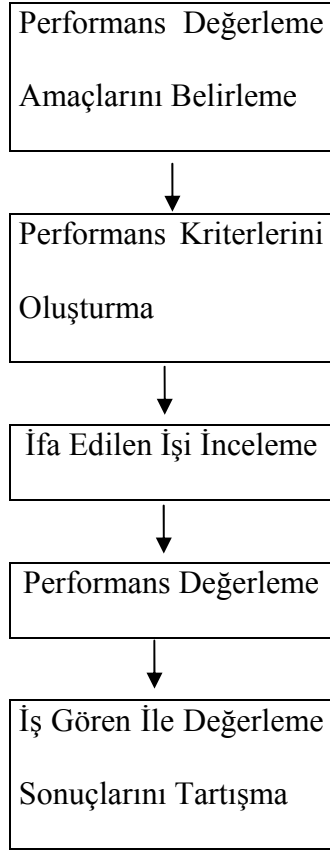 Performans Değerleme
Amaçlarını Belirleme
Performans Kriterlerini
Oluşturma
İfa Edilen İşi İnceleme
Performans Değerleme
İş Gören İle Değerleme
Sonuçlarını Tartışma